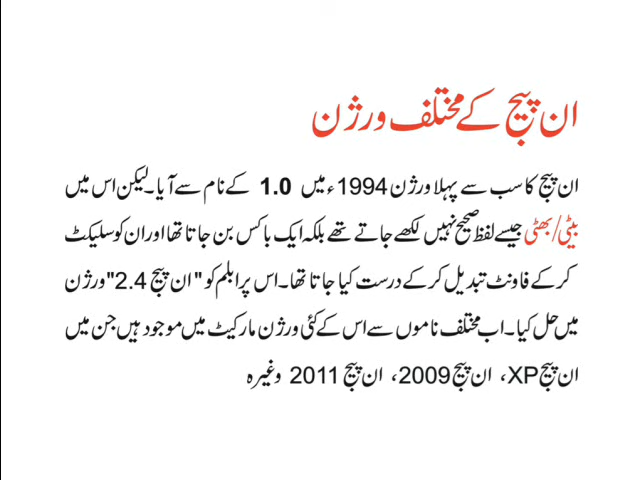 ان پیج کے مختلف ورژن
ان پیج کا سب سے پہلا ورژن 1994ء میں 1.0 کے نام سے آیا۔ لیکن اس میں
بیٹی/بھٹی جیسے لفظ صحیح نہیں لکھے جاتے تھے بلکہ ایک باکس بن جاتا تھا اور ان کو سلیکٹ
کر کے فاونٹ تبدیل کر کے درست کیا جاتا تھا۔ اس پرابلم کو " ان پیج 2.4" ورژن
میں حل کیا۔ اب مختلف ناموں سے اس کے کئی ورژن مارکیٹ میں موجود ہیں جن میں
ان پیج XP، ان پیج 2009، ان پیج 2011 وغیرہ